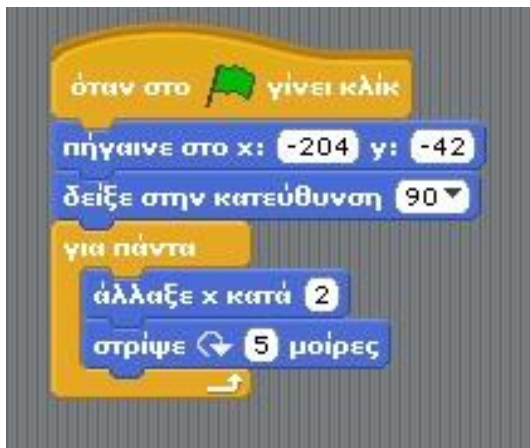 όταν στο γίνει κλίκ
πήγαινε στο x: -204 y: -42
δείξε στην κατεύθυνση 90
για πάντα
άλλαξε x κατά 2
στρίψε 5 μοίρες